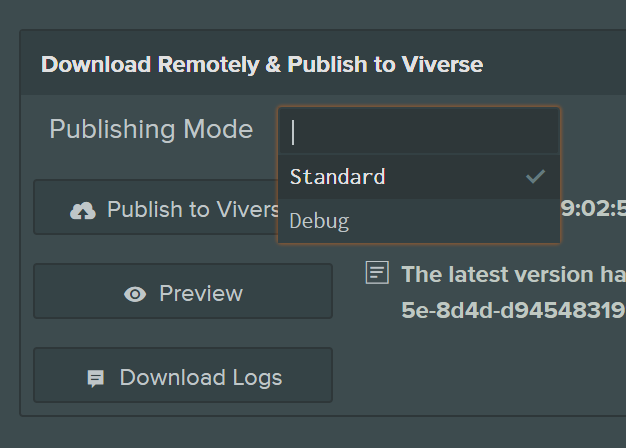 Download Remotely & Publish to Viverse
Publishing Mode
Standard
Debug
Publish to Vivers
9:02:5
Preview
The latest version ha
5e-8d4d-d94548319
Download Logs